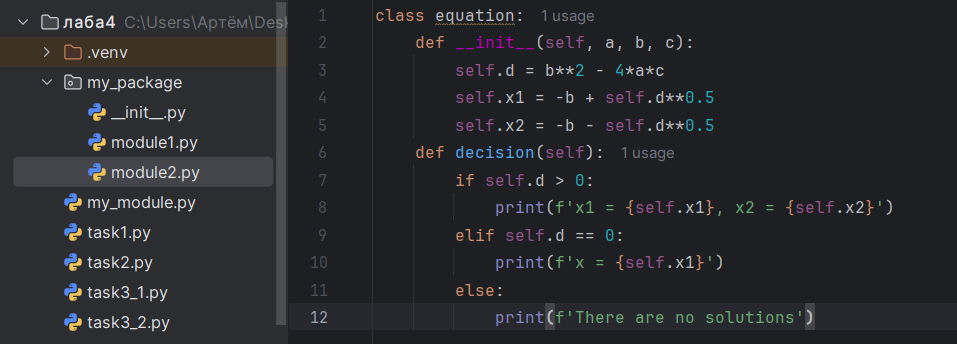 лаба4 C:\Users\Артём\Desk
.venv
my_package
__init__.py
module1.py
module2.py
my_module.py
task1.py
task2.py
task3_1.py
task3_2.py
1 class equation: 1 usage
2 def __init__(self, a, b, c):
3 self.d = b**2 - 4*a*c
4 self.x1 = -b + self.d**0.5
5 self.x2 = -b - self.d**0.5
6 def decision(self): 1 usage
7 if self.d > 0:
8 print(f'x1 = {self.x1}, x2 = {self.x2}')
9 elif self.d == 0:
10 print(f'x = {self.x1}')
11 else:
12 print(f'There are no solutions')